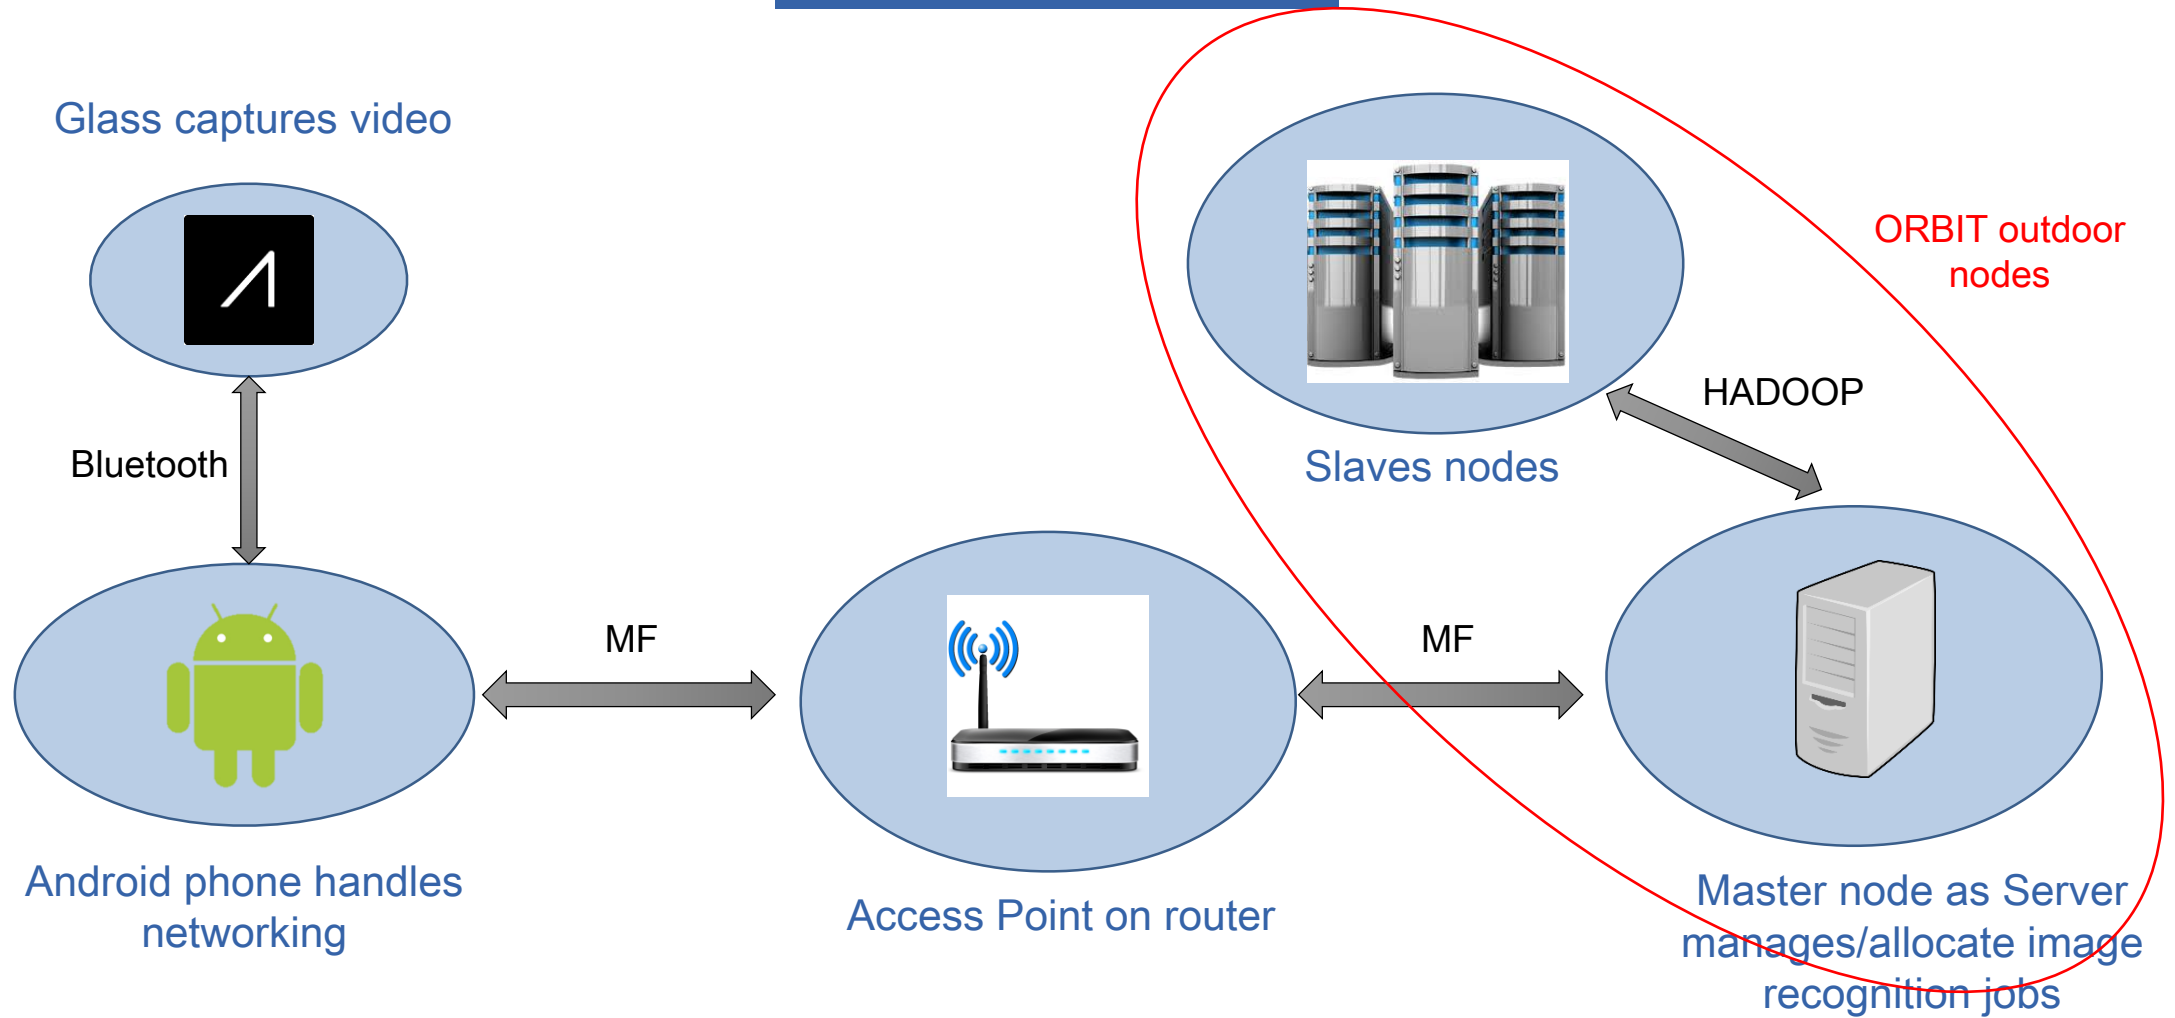 Glass captures video
ORBIT outdoor
nodes
HADOOP
Bluetooth
Slaves nodes
MF
MF
Android phone handles
networking
Access Point on router
Master node as Server
manages/allocate image
recognition jobs